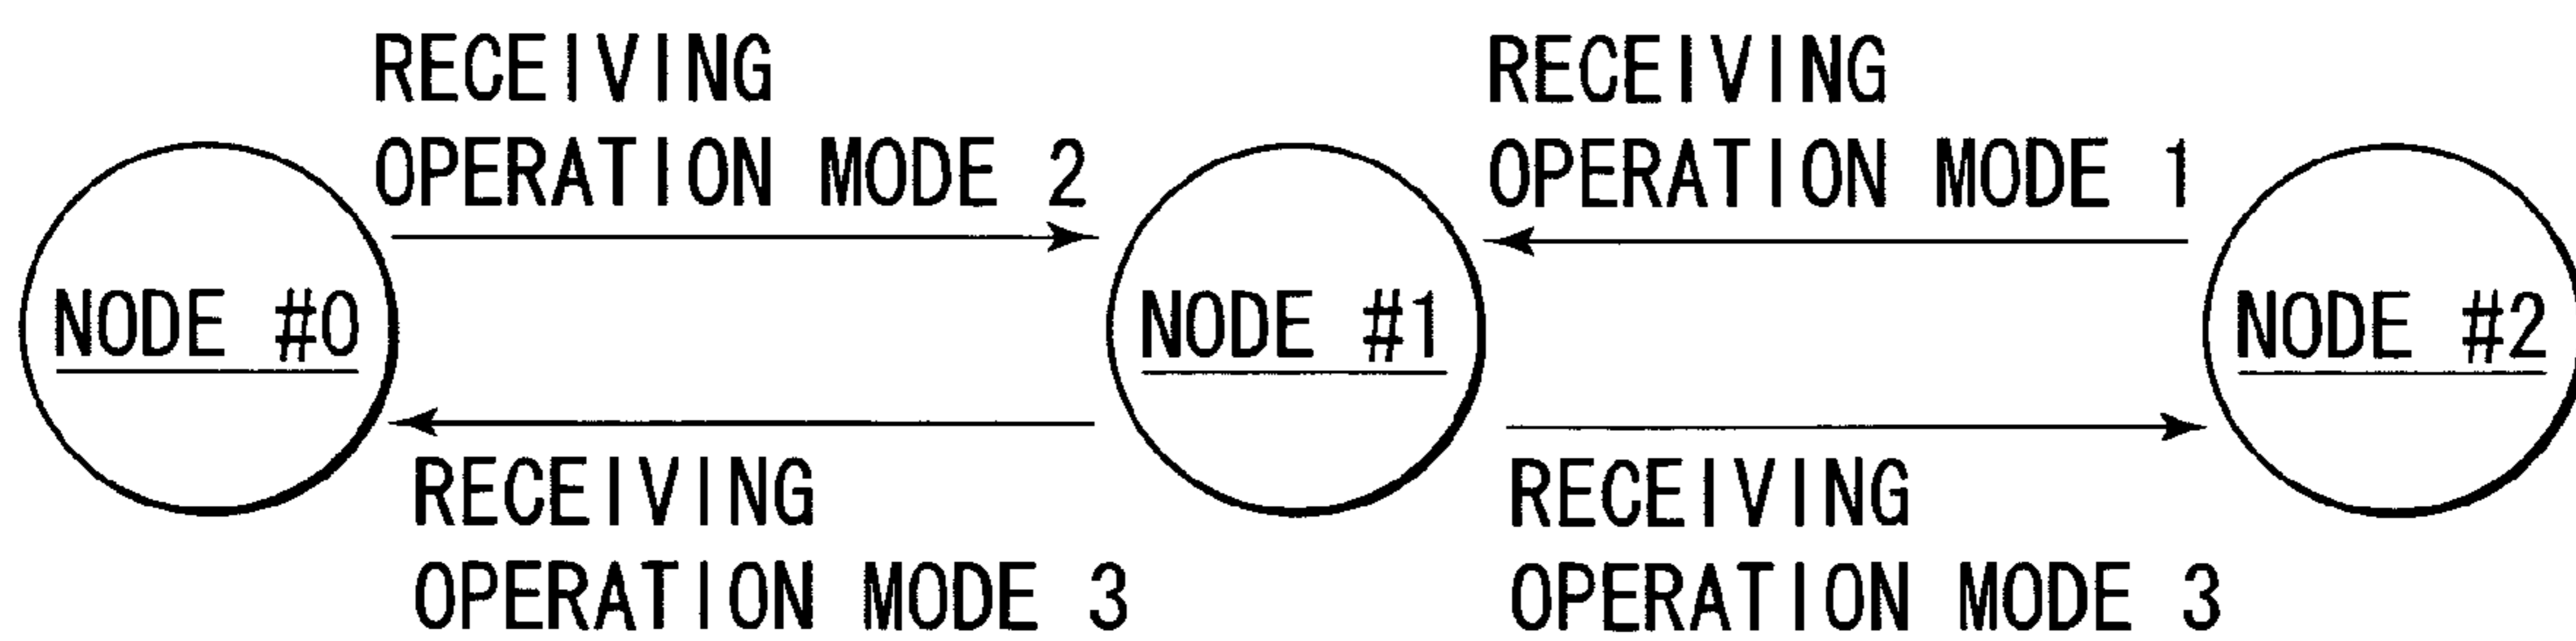 RECEIVING
OPERATION MODE 2
RECEIVING
OPERATION MODE 1
NODE #0
NODE #1
NODE #2
RECEIVING
OPERATION MODE 3
RECEIVING
OPERATION MODE 3